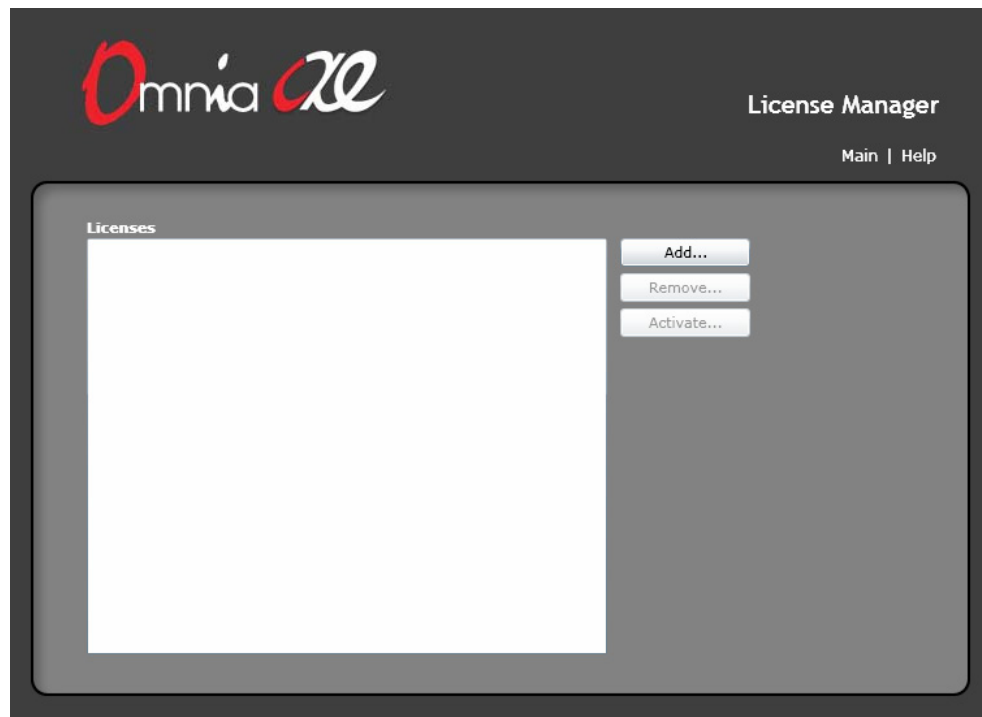 Omnia AXE
License Manager
Main | Help
Licenses
Add...
Remove...
Activate...